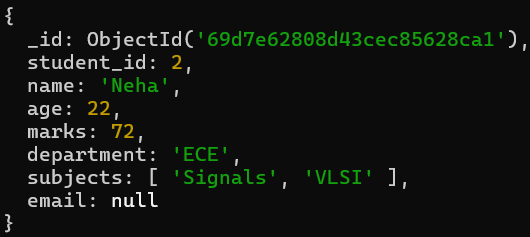 {
  _id: ObjectId('69d7e62808d43cec85628ca1'),
  student_id: 2,
  name: 'Neha',
  age: 22,
  marks: 72,
  department: 'ECE',
  subjects: [ 'Signals', 'VLSI' ],
  email: null
}